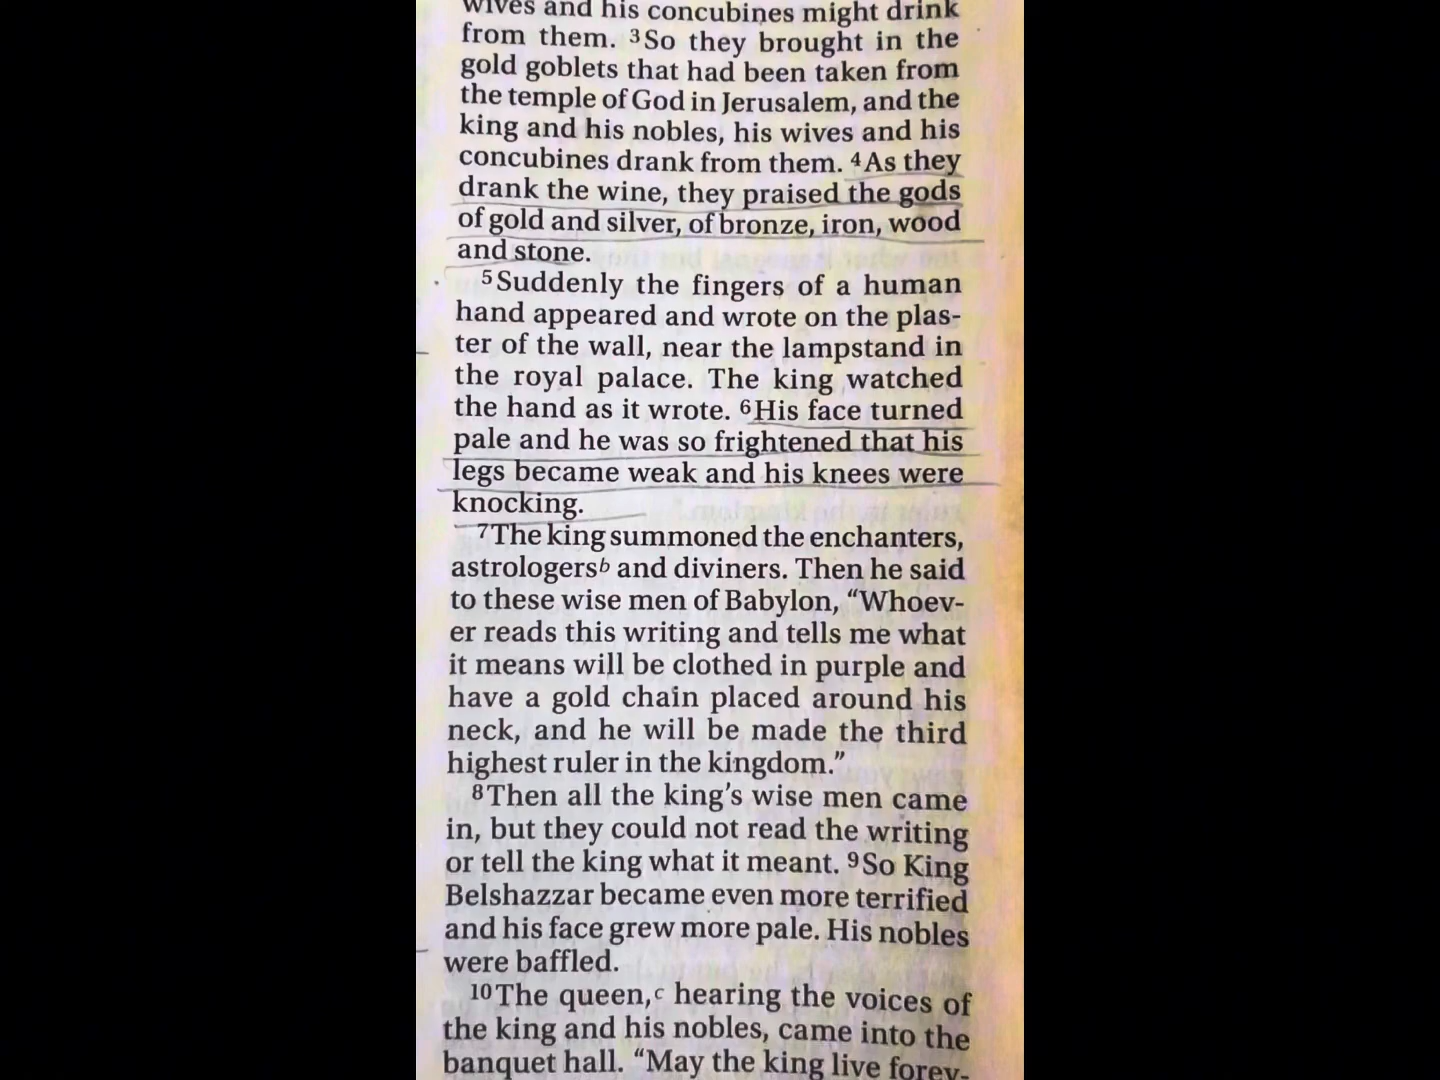 wives and his concubines might drink
from them. ³So they brought in the
gold goblets that had been taken from
the temple of God in Jerusalem, and the
king and his nobles, his wives and his
concubines drank from them. ⁴As they
drank the wine, they praised the gods
of gold and silver, of bronze, iron, wood
and stone.
⁵Suddenly the fingers of a human
hand appeared and wrote on the plas-
ter of the wall, near the lampstand in
the royal palace. The king watched
the hand as it wrote. ⁶His face turned
pale and he was so frightened that his
legs became weak and his knees were
knocking.
⁷The king summoned the enchanters,
astrologersᵇ and diviners. Then he said
to these wise men of Babylon, “Whoev-
er reads this writing and tells me what
it means will be clothed in purple and
have a gold chain placed around his
neck, and he will be made the third
highest ruler in the kingdom.”
⁸Then all the king’s wise men came
in, but they could not read the writing
or tell the king what it meant. ⁹So King
Belshazzar became even more terrified
and his face grew more pale. His nobles
were baffled.
¹⁰The queen,ᶜ hearing the voices of
the king and his nobles, came into the
banquet hall. “May the king live forev-